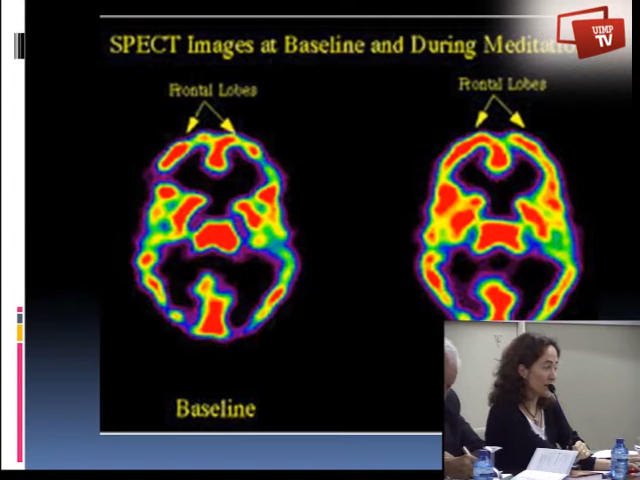 SPECT Images at Baseline and During Meditatio
UIMP
TV
Frontal Lobes
Frontal Lobes
Baseline